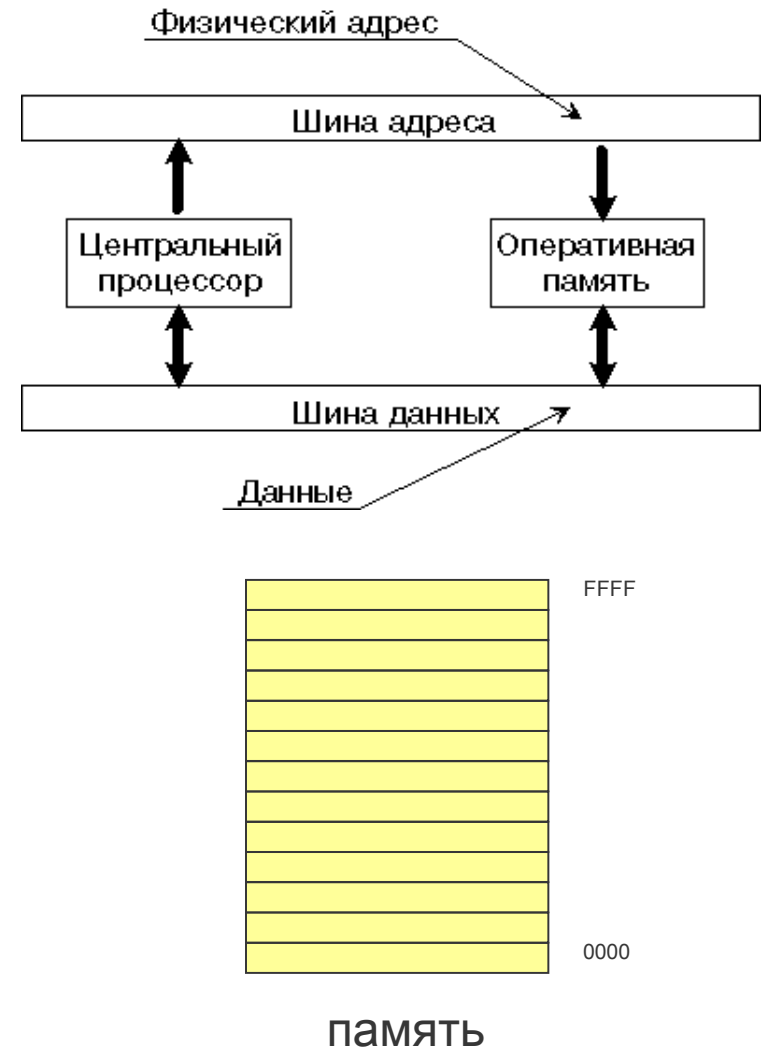 Физический адрес
Шина адреса
Центральный
процессор
Оперативная
память
Шина данных
Данные
FFFF
0000
память